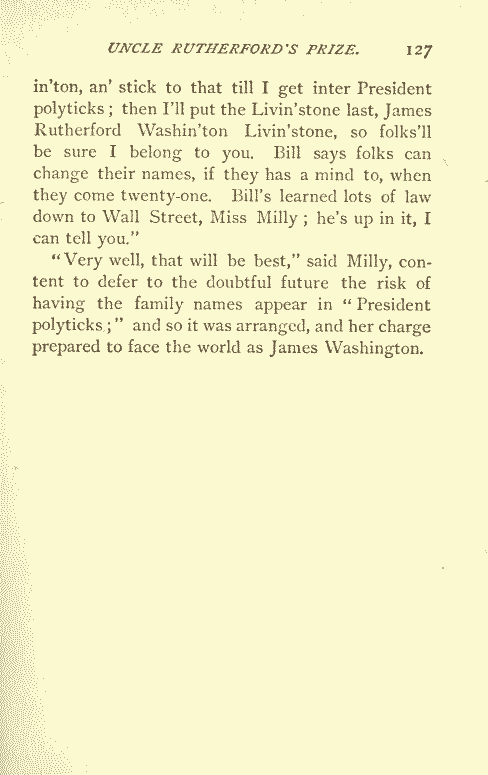 UNCLE RUTHERFORD'S PRIZE. 127
in'ton, an' stick to that till I get inter President
polyticks; then I'll put the Livin'stone last, James
Rutherford Washin'ton Livin'stone, so folks'll
be sure I belong to you. Bill says folks can
change their names, if they has a mind to, when
they come twenty-one. Bill's learned lots of law
down to Wall Street, Miss Milly; he's up in it, I
can tell you."
"Very well, that will be best," said Milly, con-
tent to defer to the doubtful future the risk of
having the family names appear in "President
polyticks;" and so it was arranged, and her charge
prepared to face the world as James Washington.